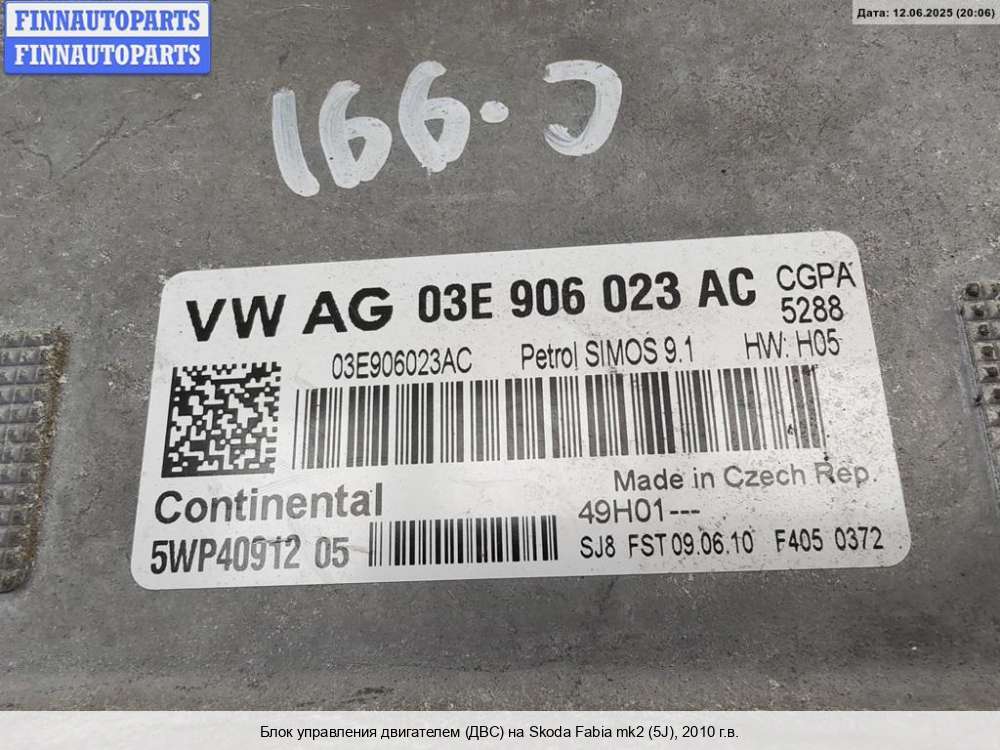 FINNAUTOPARTS
FINNAUTOPARTS
Дата: 12.06.2025 (20:06)
166.J
VW AG 03E 906 023 AC CGPA
5288
03E906023AC Petrol SIMOS 9.1 HW: H05
Made in Czech Rep.
Continental 49H01---
5WP40912 05 SJ8 FST 09.06.10 F405 0372
Блок управления двигателем (ДВС) на Skoda Fabia mk2 (5J), 2010 г.в.